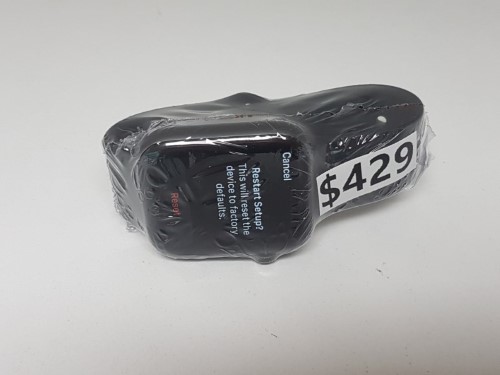 Cancel
Restart Setup?
This will reset the
device to factory
defaults.
Reset
$429